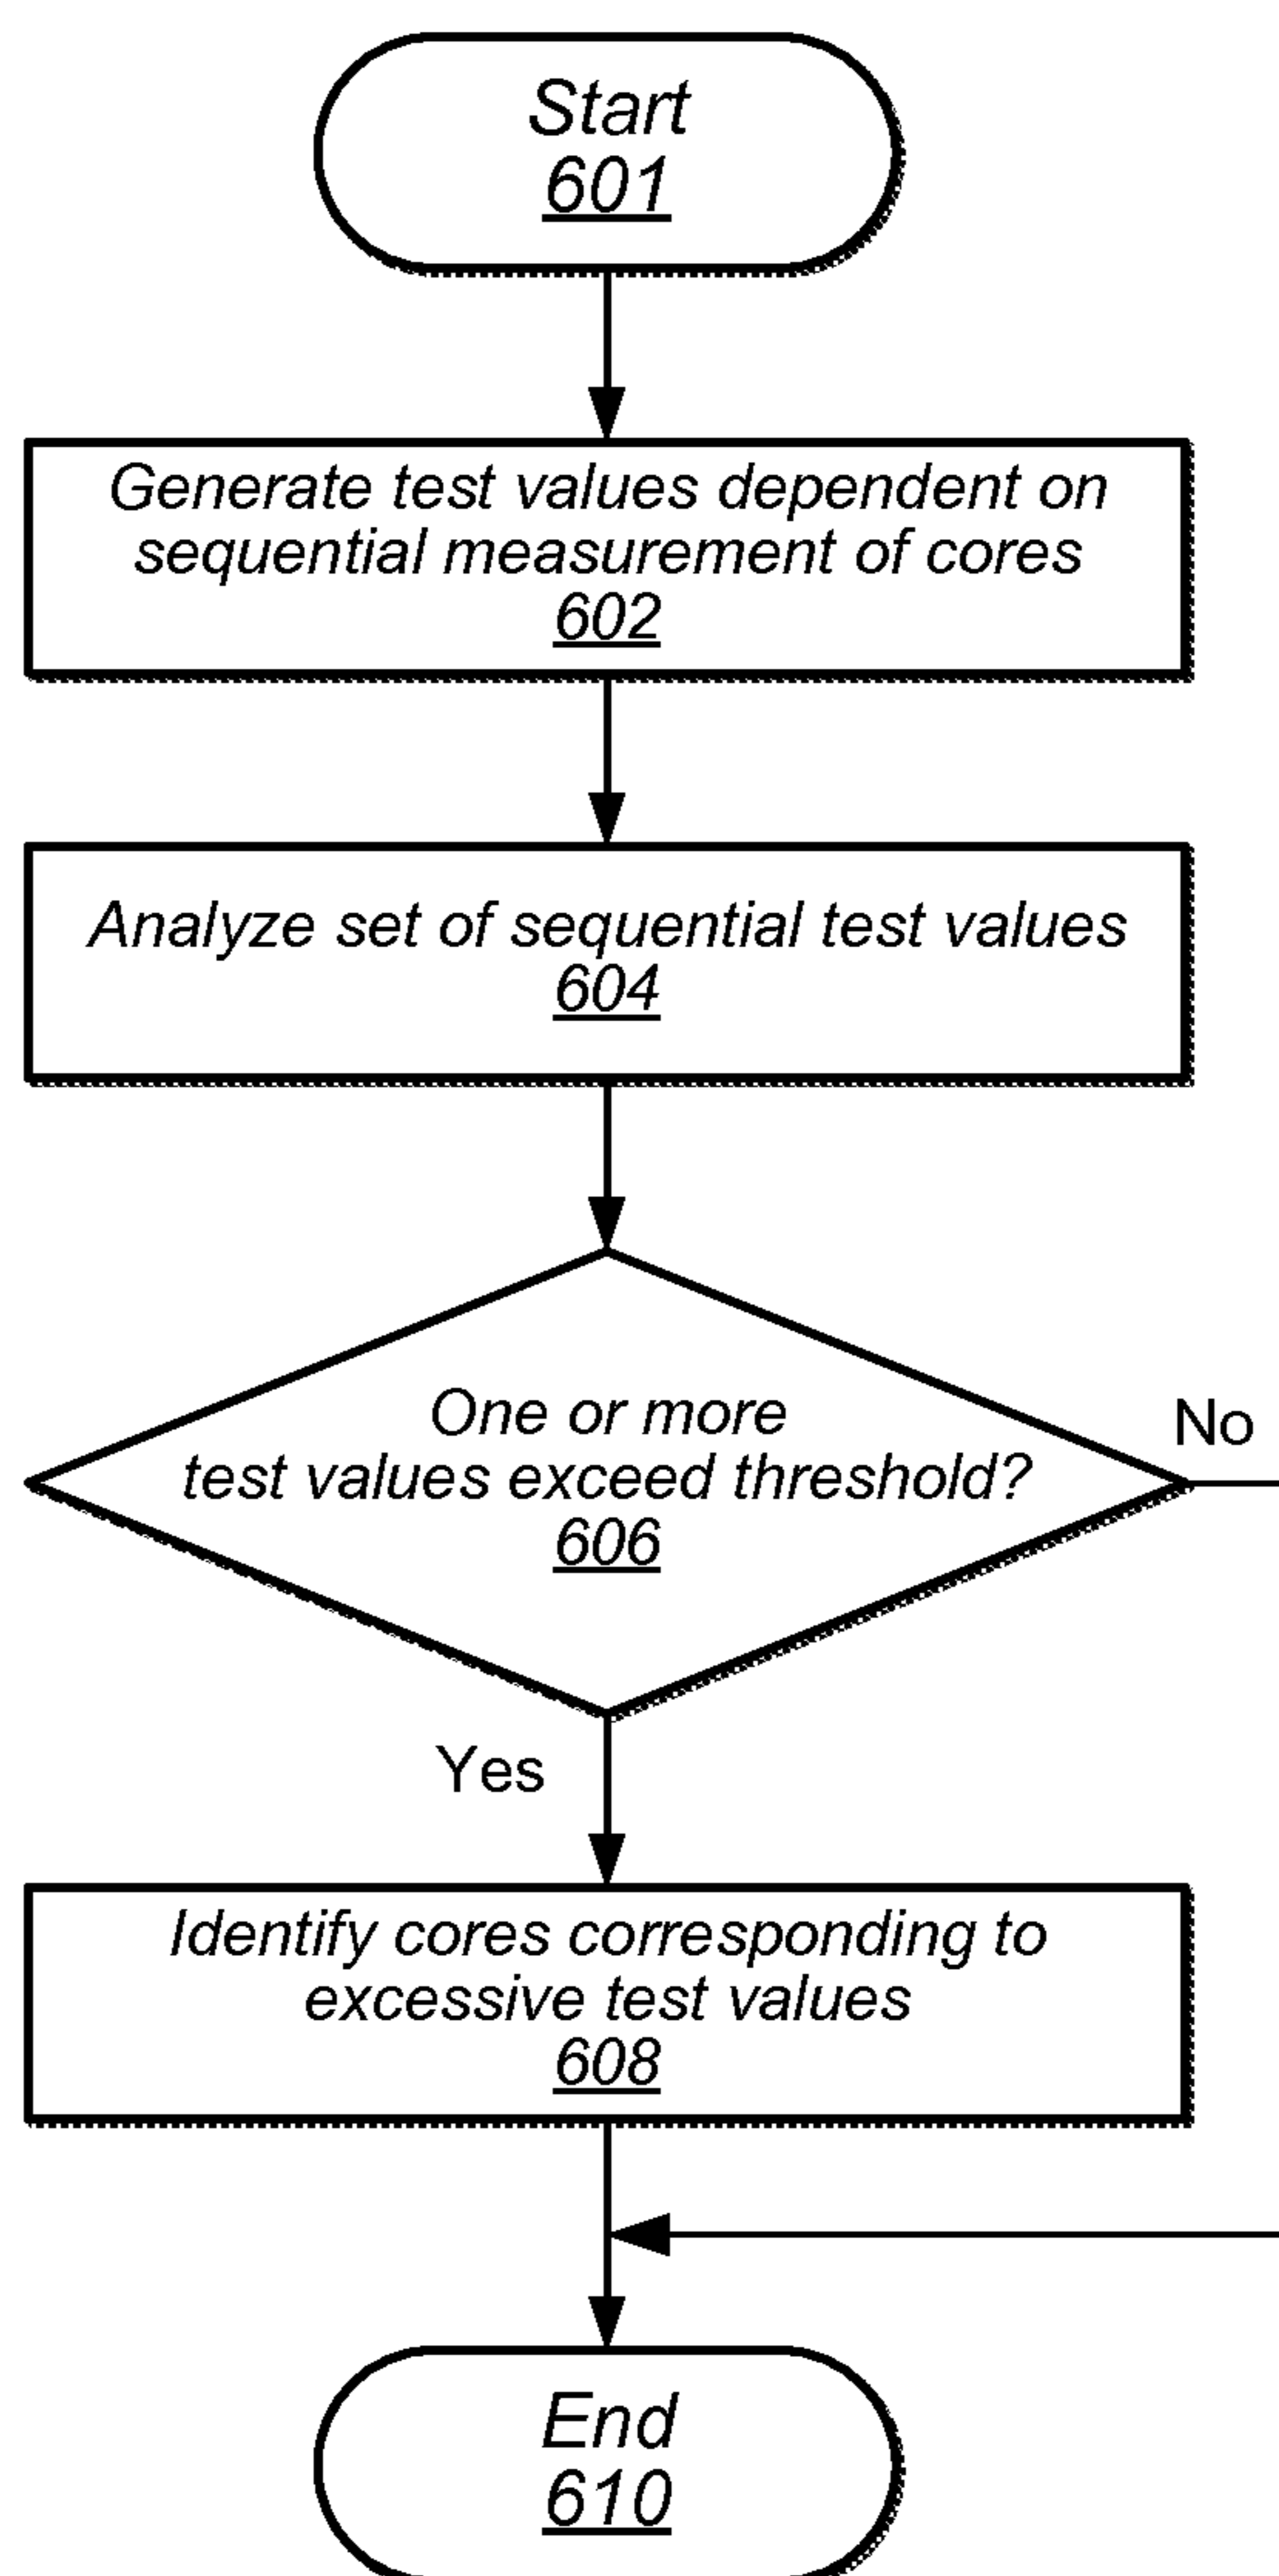 Start
601
Generate test values dependent on
sequential measurement of cores
602
Analyze set of sequential test values
604
One or more
test values exceed threshold?
606
No
Yes
Identify cores corresponding to
excessive test values
608
End
610